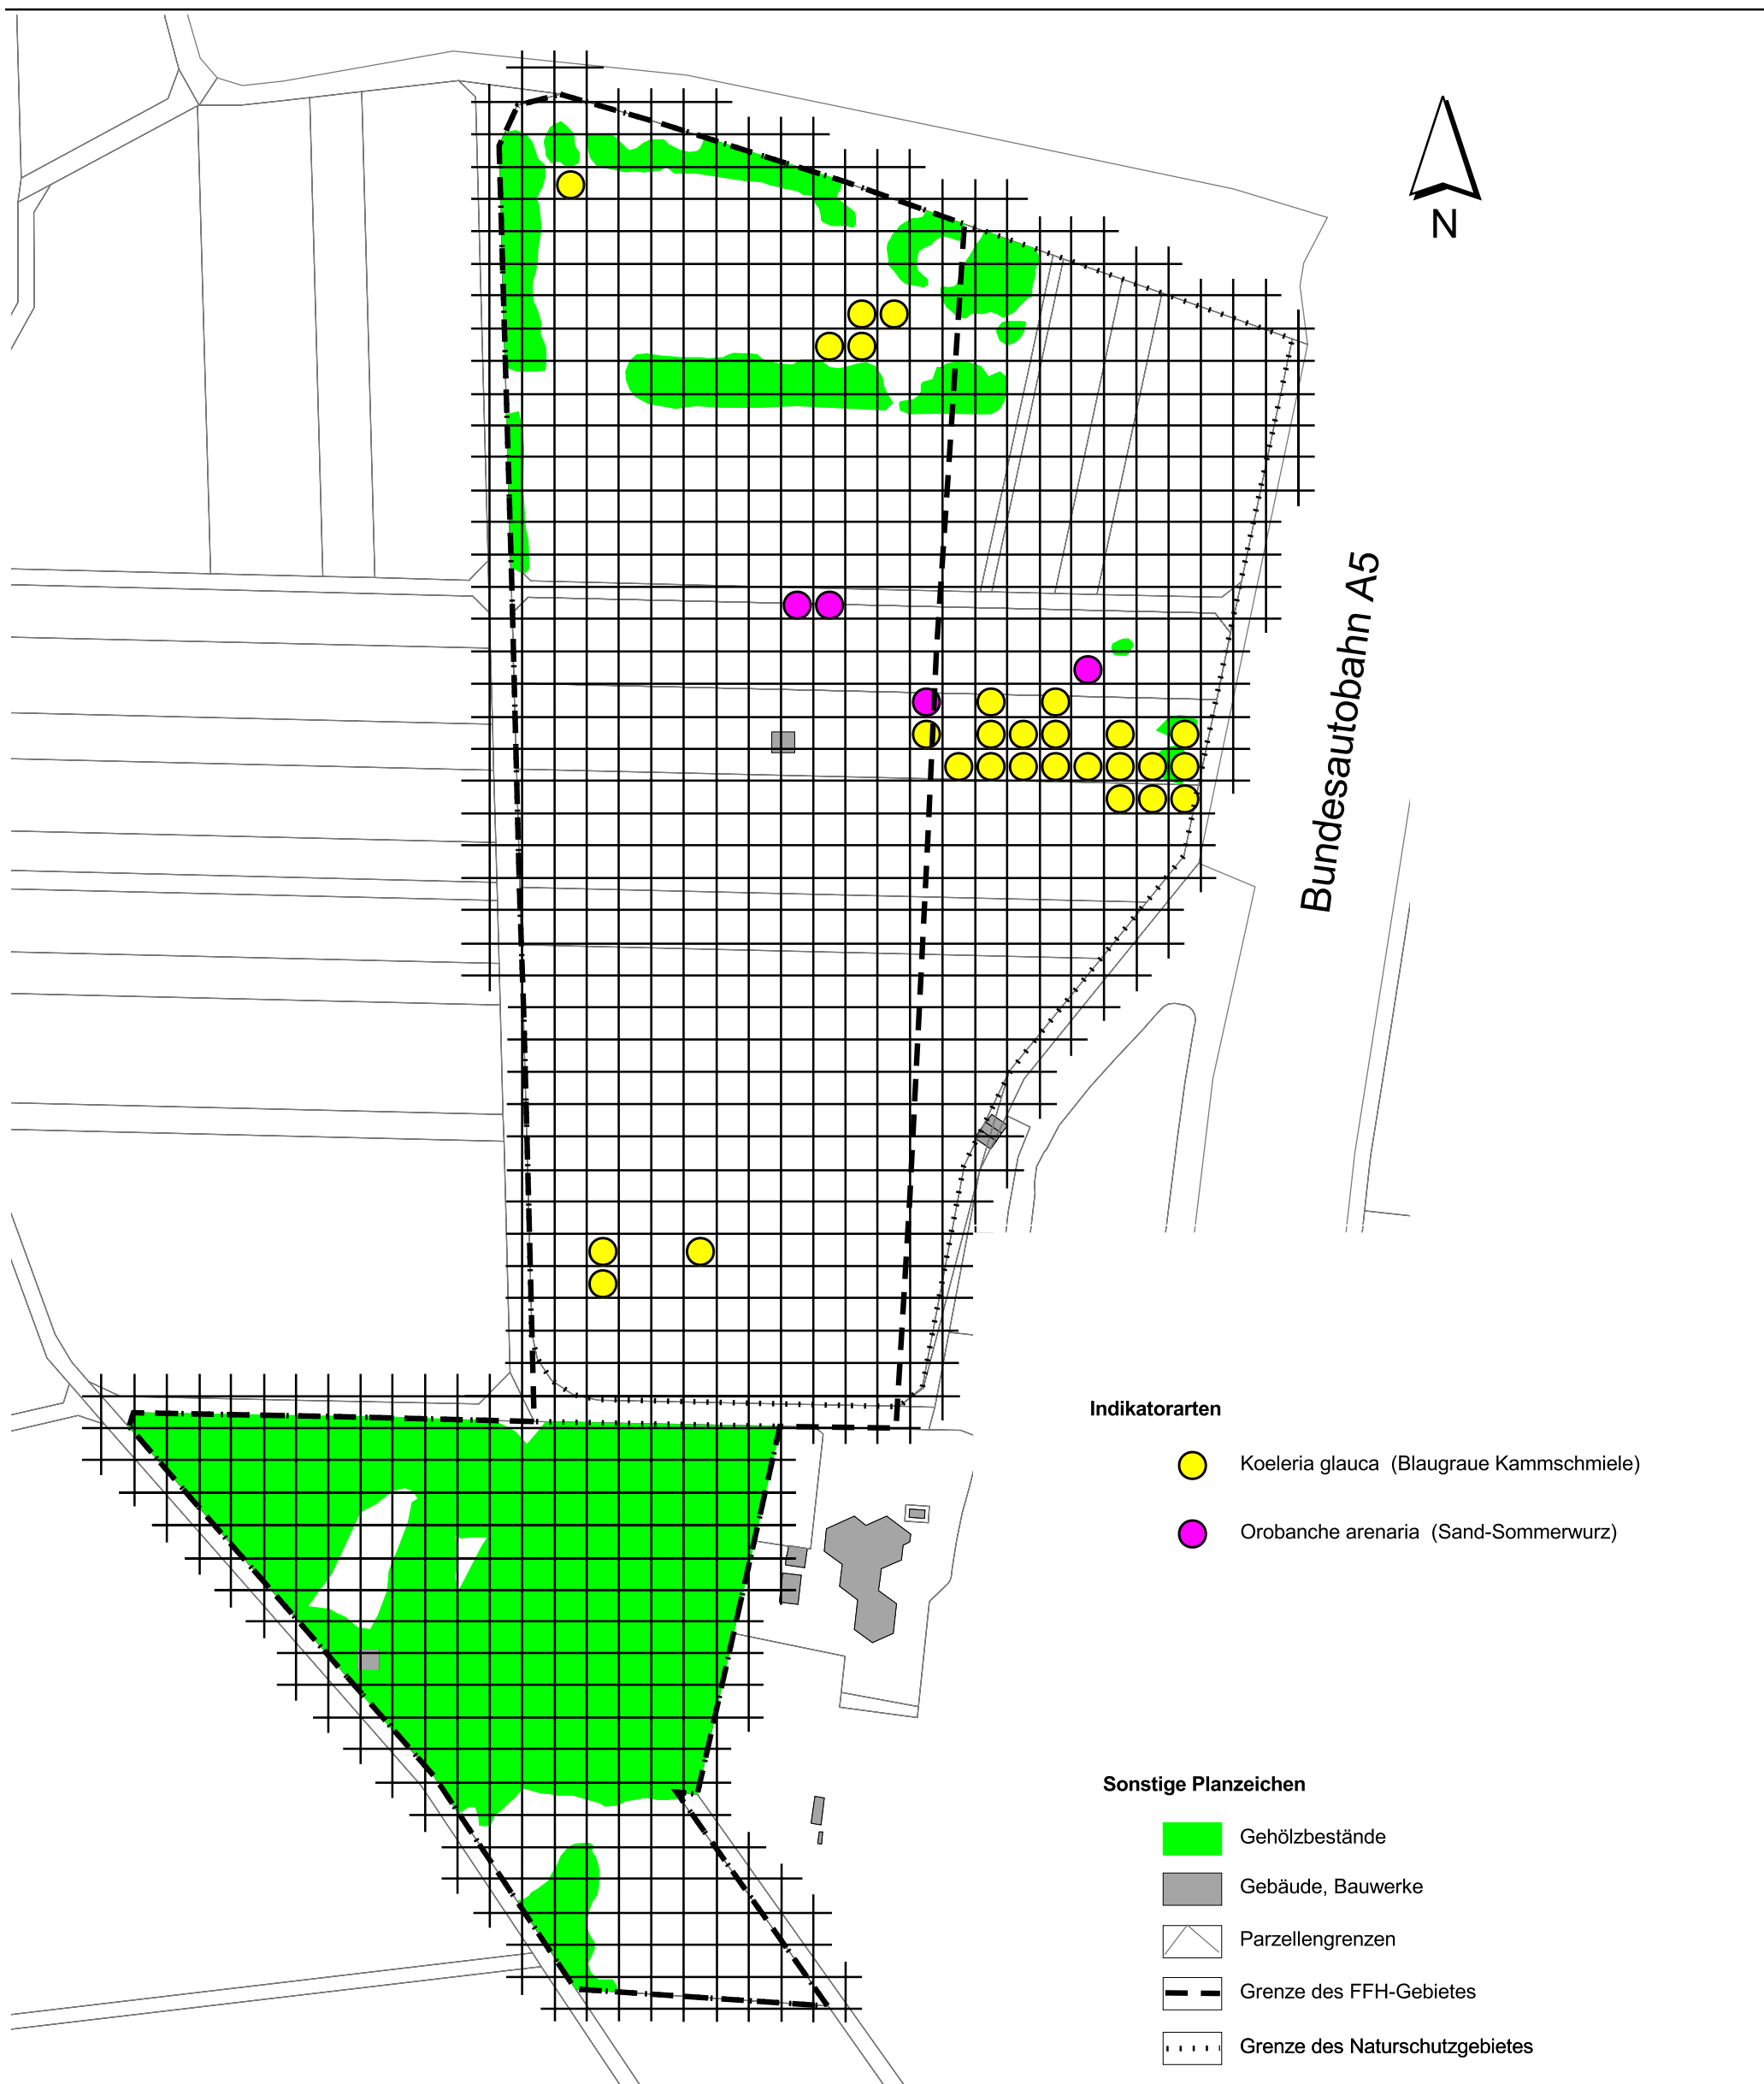 N
Bundesautobahn A5
Indikatorarten
Koeleria glauca (Blaugraue Kammschmiele)
Orobanche arenaria (Sand-Sommerwurz)
Sonstige Planzeichen
Gehölzbestände
Gebäude, Bauwerke
Parzellengrenzen
Grenze des FFH-Gebietes
Grenze des Naturschutzgebietes